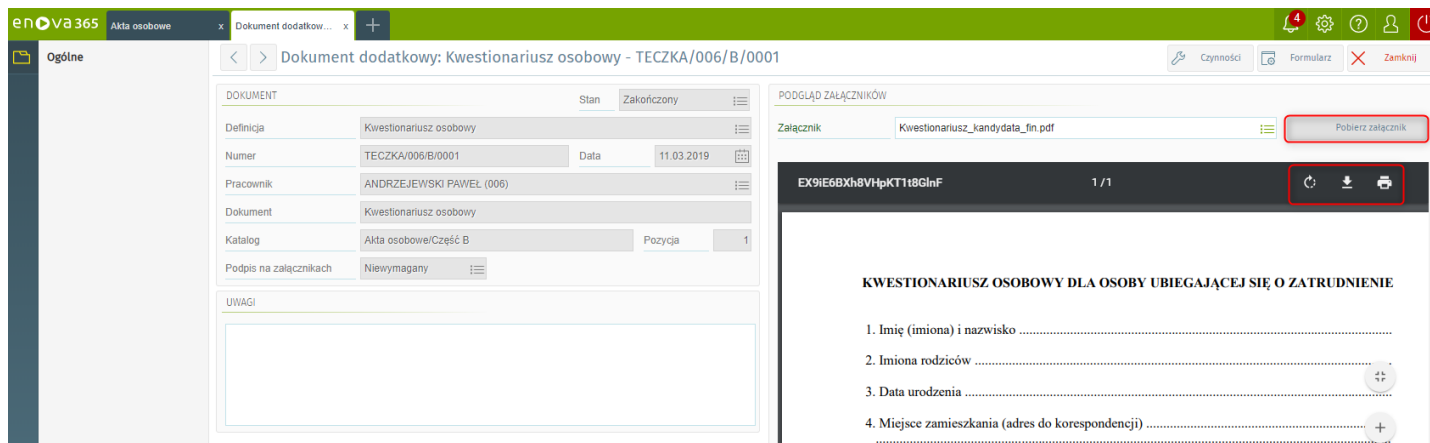 enova365 Akta osobowe x Dokument dodatkow... x 4
Ogólne
Dokument dodatkowy: Kwestionariusz osobowy - TECZKA/006/B/0001 Czynności Formularz Zamknij
DOKUMENT Stan Zakończony
Definicja Kwestionariusz osobowy
Numer TECZKA/006/B/0001 Data 11.03.2019
Pracownik ANDRZEJEWSKI PAWEŁ (006)
Dokument Kwestionariusz osobowy
Katalog Akta osobowe/Część B Pozycja 1
Podpis na załącznikach Niewymagany
UWAGI
PODGLĄD ZAŁĄCZNIKÓW
Załącznik Kwestionariusz_kandydata_fin.pdf Pobierz załącznik
EX9iE6BXh8VHpKT1t8GlnF 1 / 1
KWESTIONARIUSZ OSOBOWY DLA OSOBY UBIEGAJĄCEJ SIĘ O ZATRUDNIENIE
1. Imię (imiona) i nazwisko
2. Imiona rodziców
3. Data urodzenia
4. Miejsce zamieszkania (adres do korespondencji)